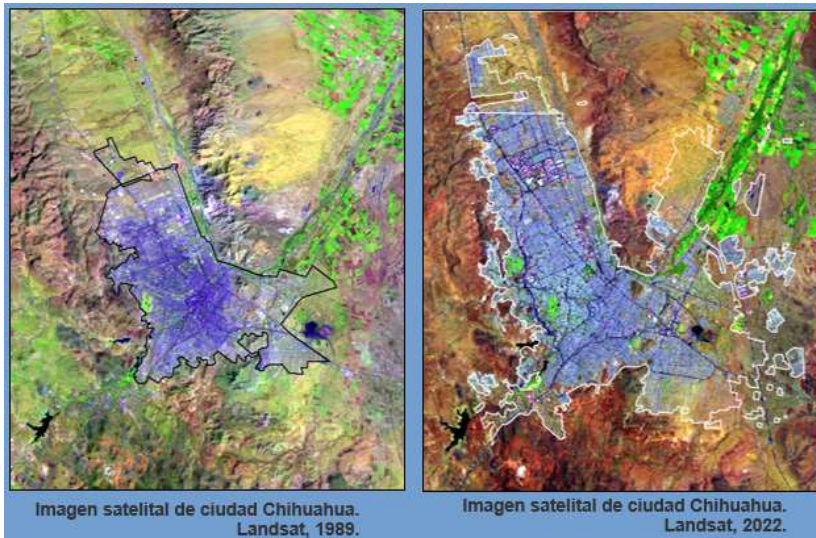 Imagen satelital de ciudad Chihuahua.
Landsat, 1989.
Imagen satelital de ciudad Chihuahua.
Landsat, 2022.